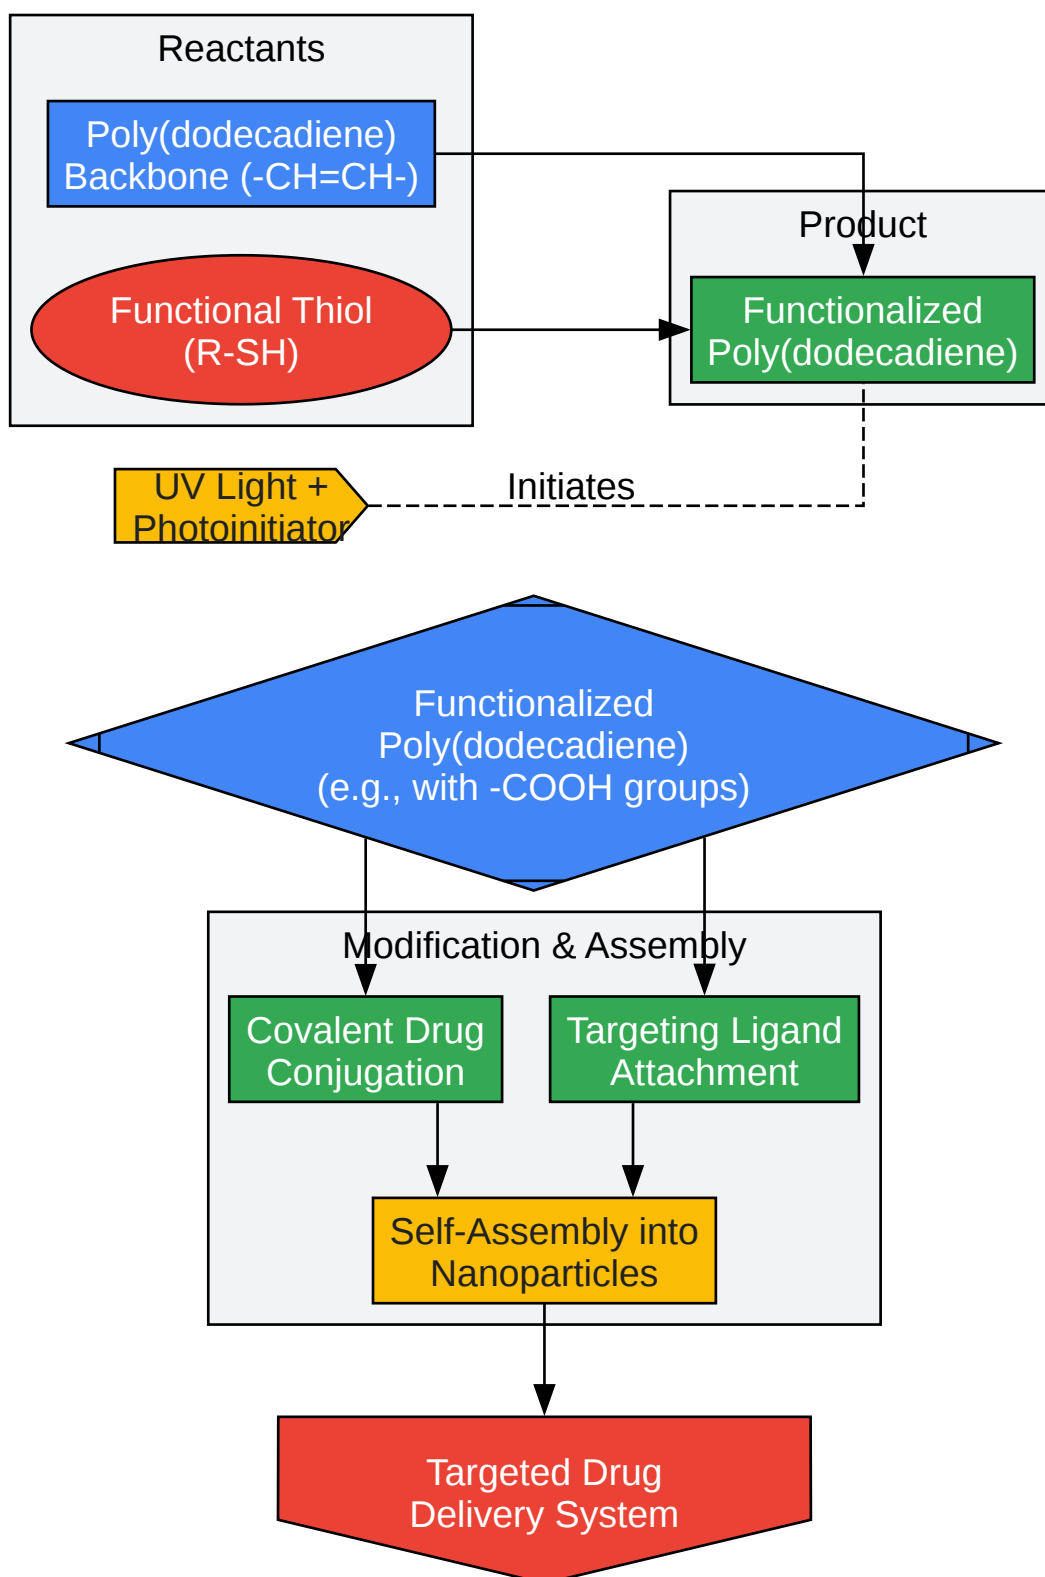 Reactants
Poly(dodecadiene)
Backbone (-CH=CH-)
Product
Functional Thiol
(R-SH)
Functionalized
Poly(dodecadiene)
UV Light +
Photoinitiator
Initiates
Functionalized
Poly(dodecadiene)
(e.g., with -COOH groups)
Modification & Assembly
Covalent Drug
Conjugation
Targeting Ligand
Attachment
Self-Assembly into
Nanoparticles
Targeted Drug
Delivery System